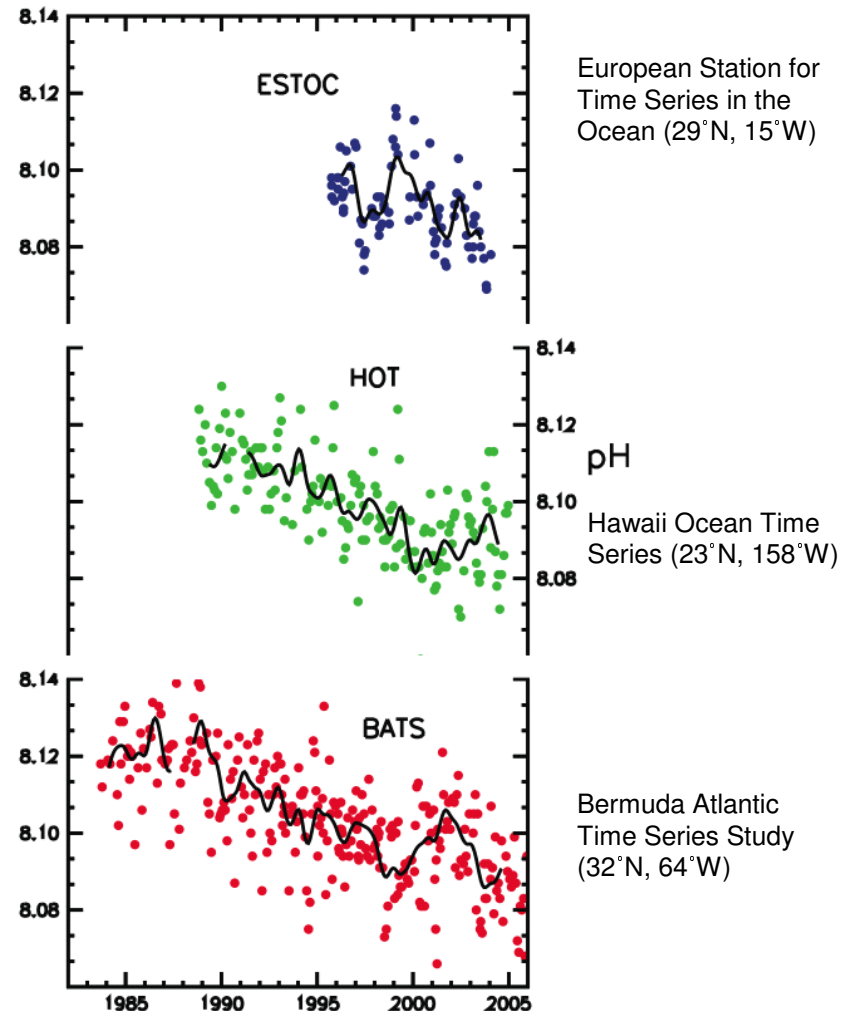 8.14
8.12
8.10
8.08
ESTOC
European Station for
Time Series in the
Ocean (29˚N, 15˚W)
8.14
8.12
8.10
8.08
HOT
pH
Hawaii Ocean Time
Series (23˚N, 158˚W)
8.14
8.12
8.10
8.08
BATS
Bermuda Atlantic
Time Series Study
(32˚N, 64˚W)
1985 1990 1995 2000 2005